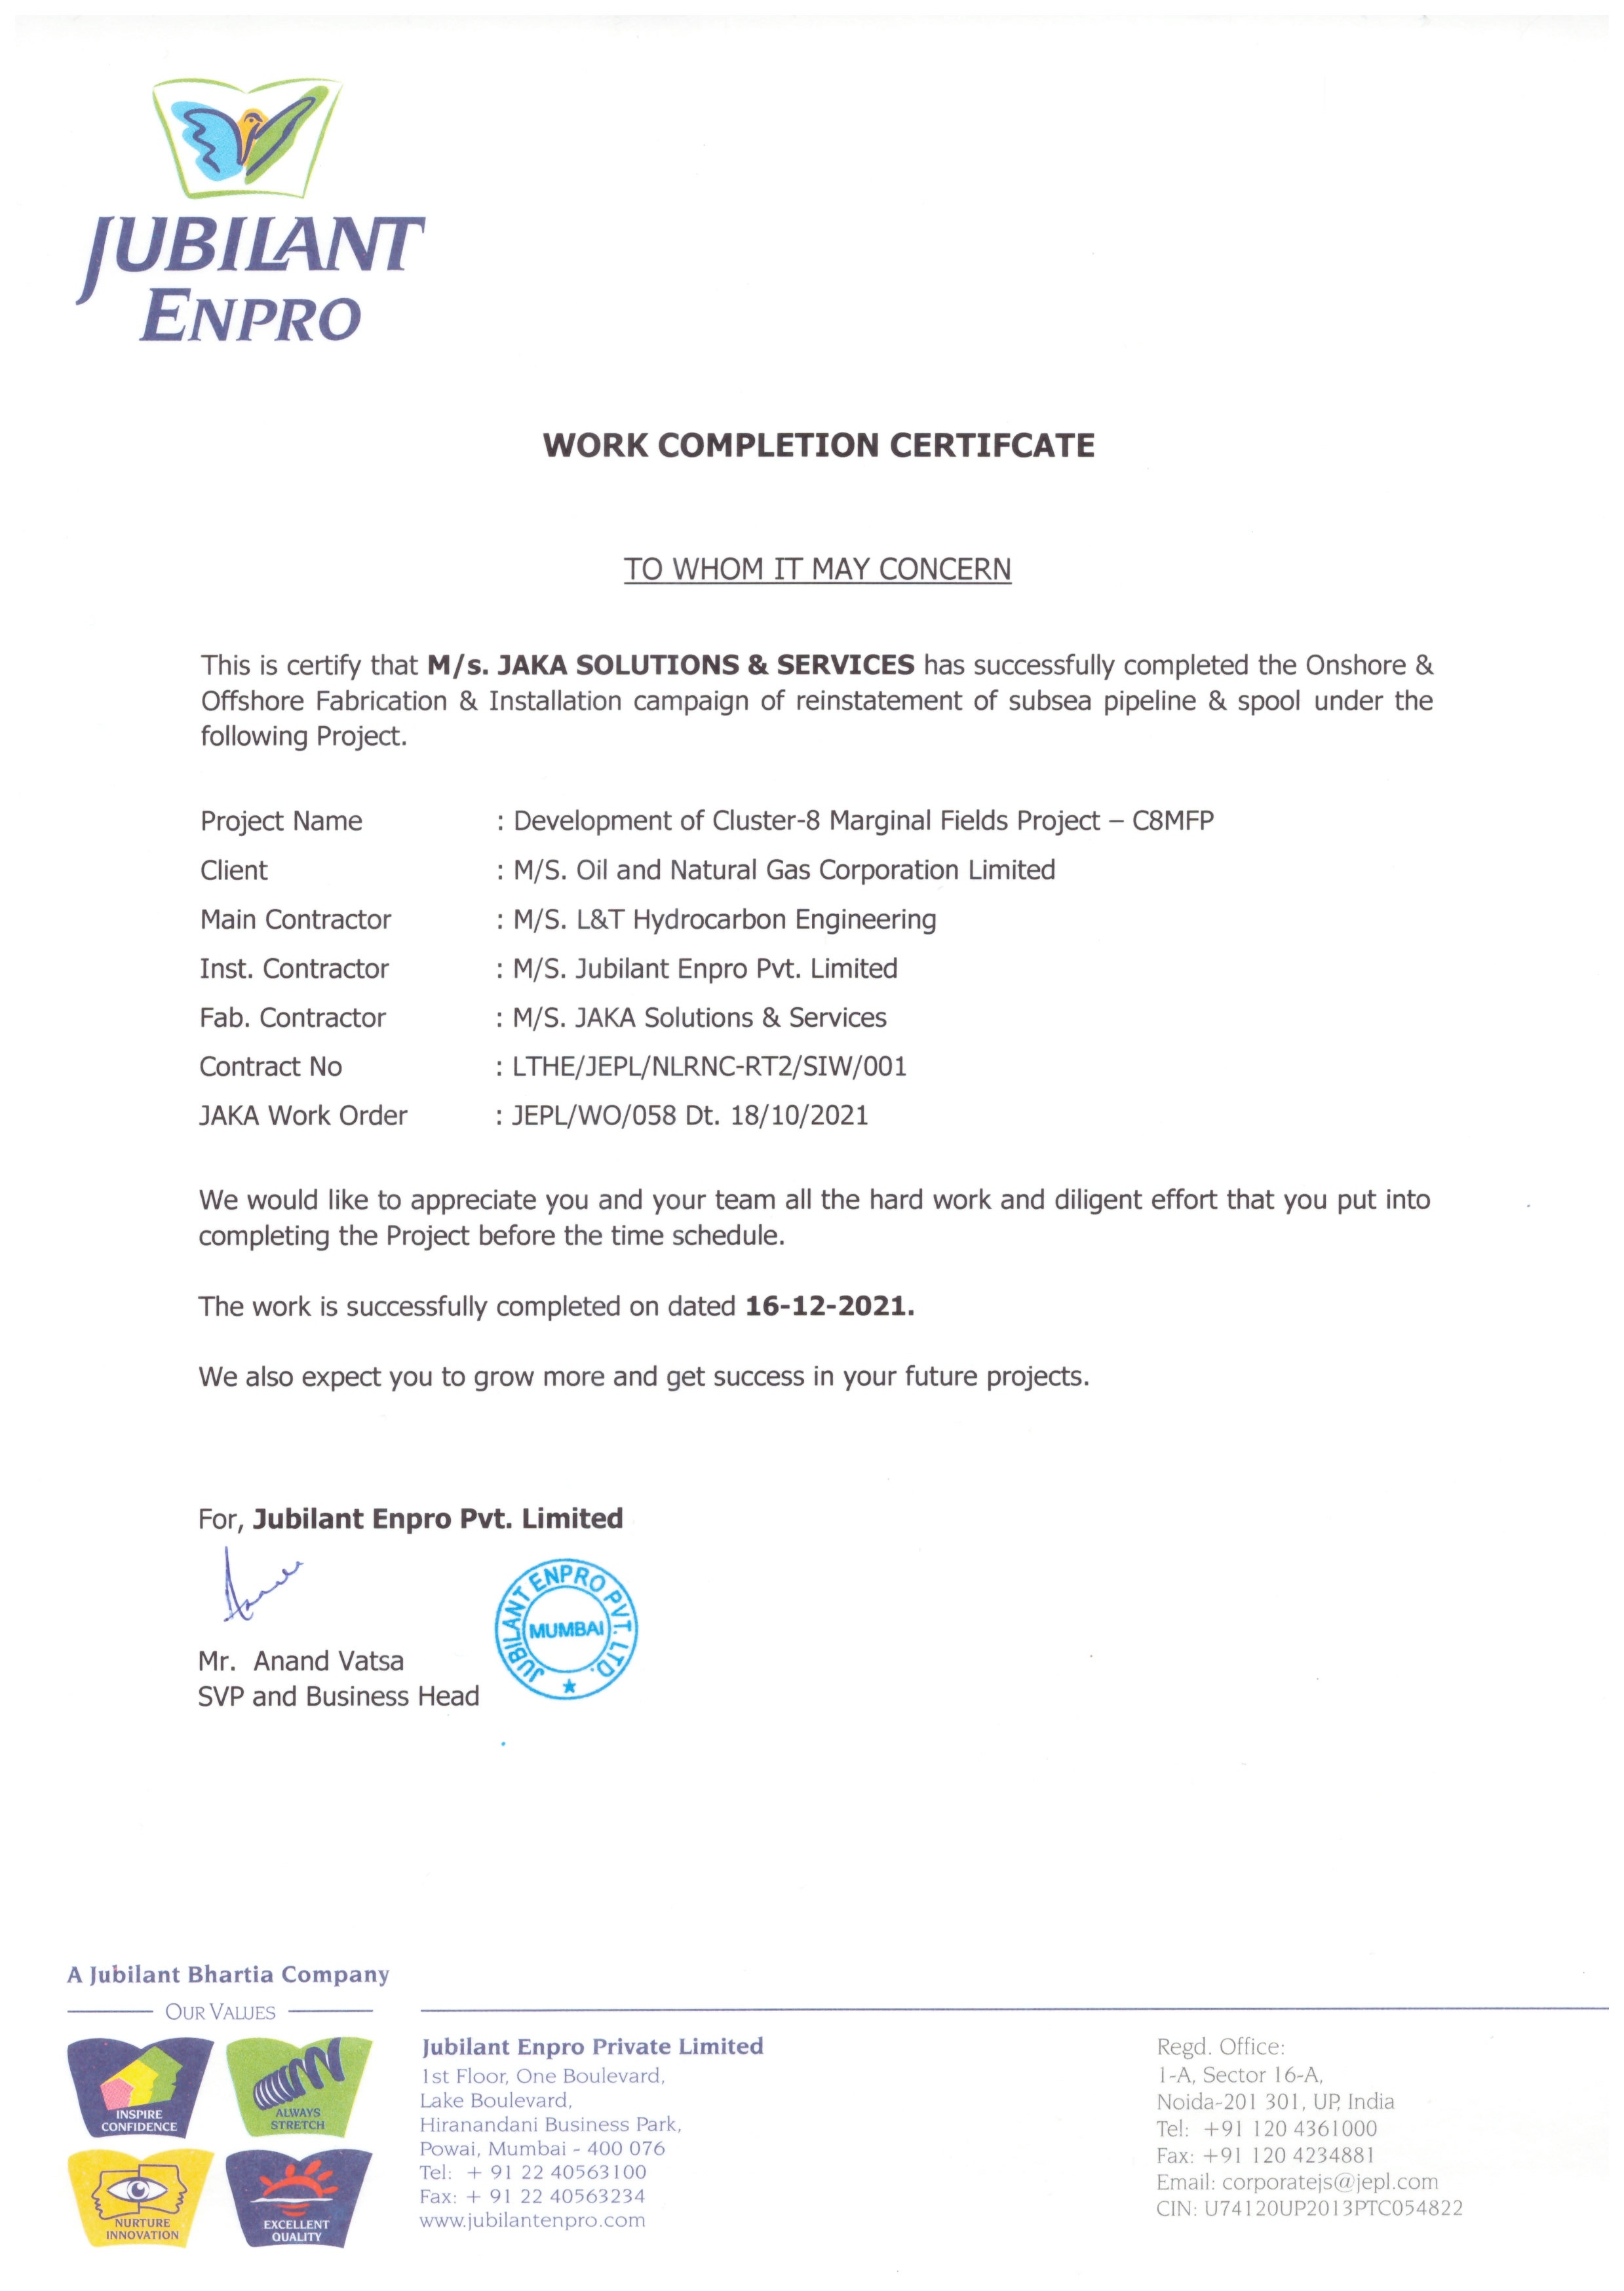 JUBILANT
ENPRO
WORK COMPLETION CERTIFCATE
TO WHOM IT MAY CONCERN
This is certify that M/s. JAKA SOLUTIONS & SERVICES has successfully completed the Onshore &
Offshore Fabrication & Installation campaign of reinstatement of subsea pipeline & spool under the
following Project.
Project Name : Development of Cluster-8 Marginal Fields Project – C8MFP
Client : M/S. Oil and Natural Gas Corporation Limited
Main Contractor : M/S. L&T Hydrocarbon Engineering
Inst. Contractor : M/S. Jubilant Enpro Pvt. Limited
Fab. Contractor : M/S. JAKA Solutions & Services
Contract No : LTHE/JEPL/NLRNC-RT2/SIW/001
JAKA Work Order : JEPL/WO/058 Dt. 18/10/2021
We would like to appreciate you and your team all the hard work and diligent effort that you put into
completing the Project before the time schedule.
The work is successfully completed on dated 16-12-2021.
We also expect you to grow more and get success in your future projects.
For, Jubilant Enpro Pvt. Limited
JUBILANT ENPRO PVT. LTD.
MUMBAI
Mr. Anand Vatsa
SVP and Business Head
A Jubilant Bhartia Company
OUR VALUES
INSPIRE
CONFIDENCE
ALWAYS
STRETCH
NURTURE
INNOVATION
EXCELLENT
QUALITY
Jubilant Enpro Private Limited
1st Floor, One Boulevard,
Lake Boulevard,
Hiranandani Business Park,
Powai, Mumbai - 400 076
Tel: + 91 22 40563100
Fax: + 91 22 40563234
www.jubilantenpro.com
Regd. Office:
1-A, Sector 16-A,
Noida-201 301, UP, India
Tel: +91 120 4361000
Fax: +91 120 4234881
Email: corporatejs@jepl.com
CIN: U74120UP2013PTC054822